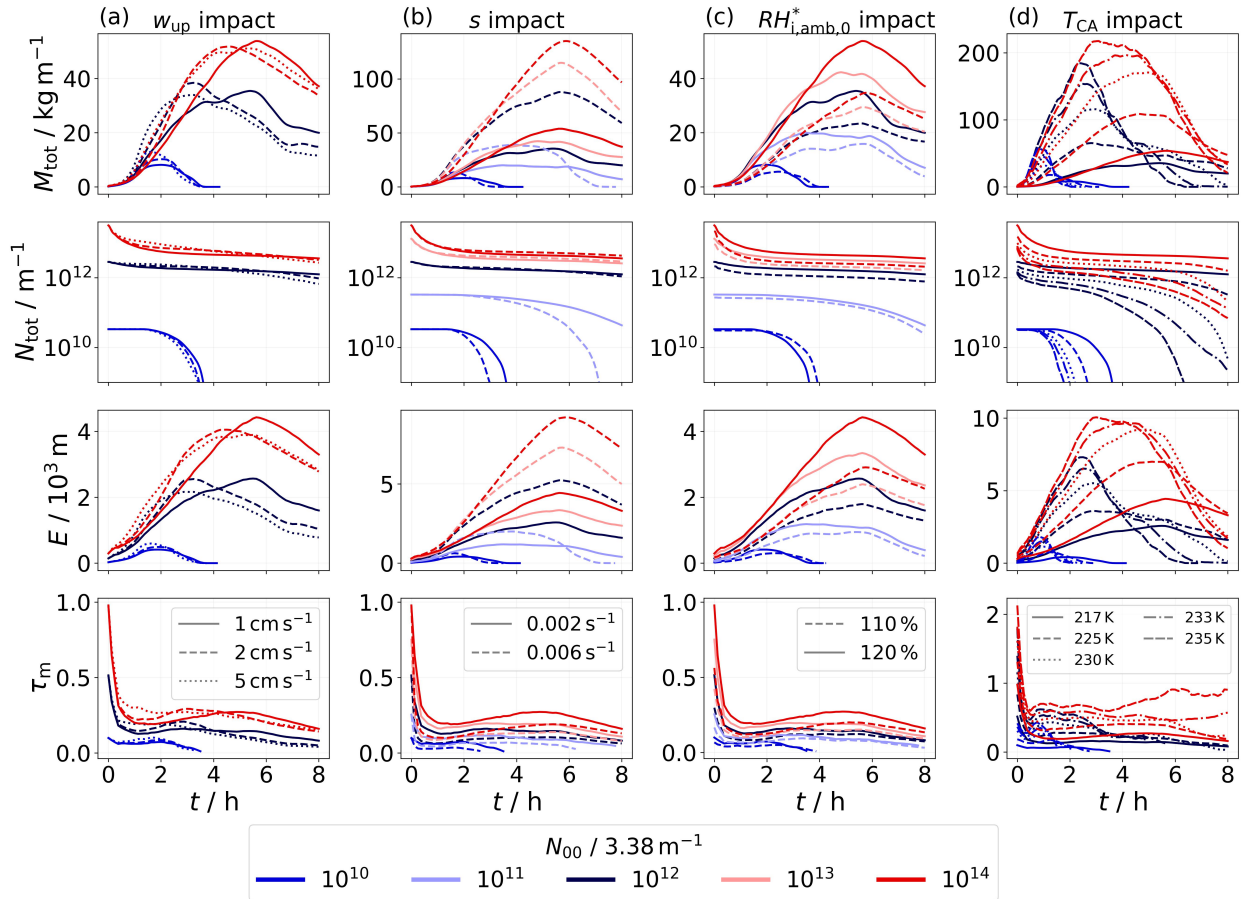 (a) w_up impact
(b) s impact
(c) RH*_i,amb,0 impact
(d) T_CA impact
M_tot / kg m⁻¹
40
20
0
100
50
0
40
20
0
200
100
0
N_tot / m⁻¹
10¹²
10¹⁰
10¹²
10¹⁰
10¹²
10¹⁰
10¹²
10¹⁰
E / 10³ m
4
2
0
5
0
4
2
0
10
5
0
τ_m
1.0
0.5
0.0
1 cm s⁻¹
2 cm s⁻¹
5 cm s⁻¹
1.0
0.5
0.0
0.002 s⁻¹
0.006 s⁻¹
1.0
0.5
0.0
110 %
120 %
2
1
0
217 K
225 K
230 K
233 K
235 K
0 2 4 6 8
0 2 4 6 8
0 2 4 6 8
0 2 4 6 8
t / h
t / h
t / h
t / h
N₀₀ / 3.38 m⁻¹
10¹⁰ 10¹¹ 10¹² 10¹³ 10¹⁴